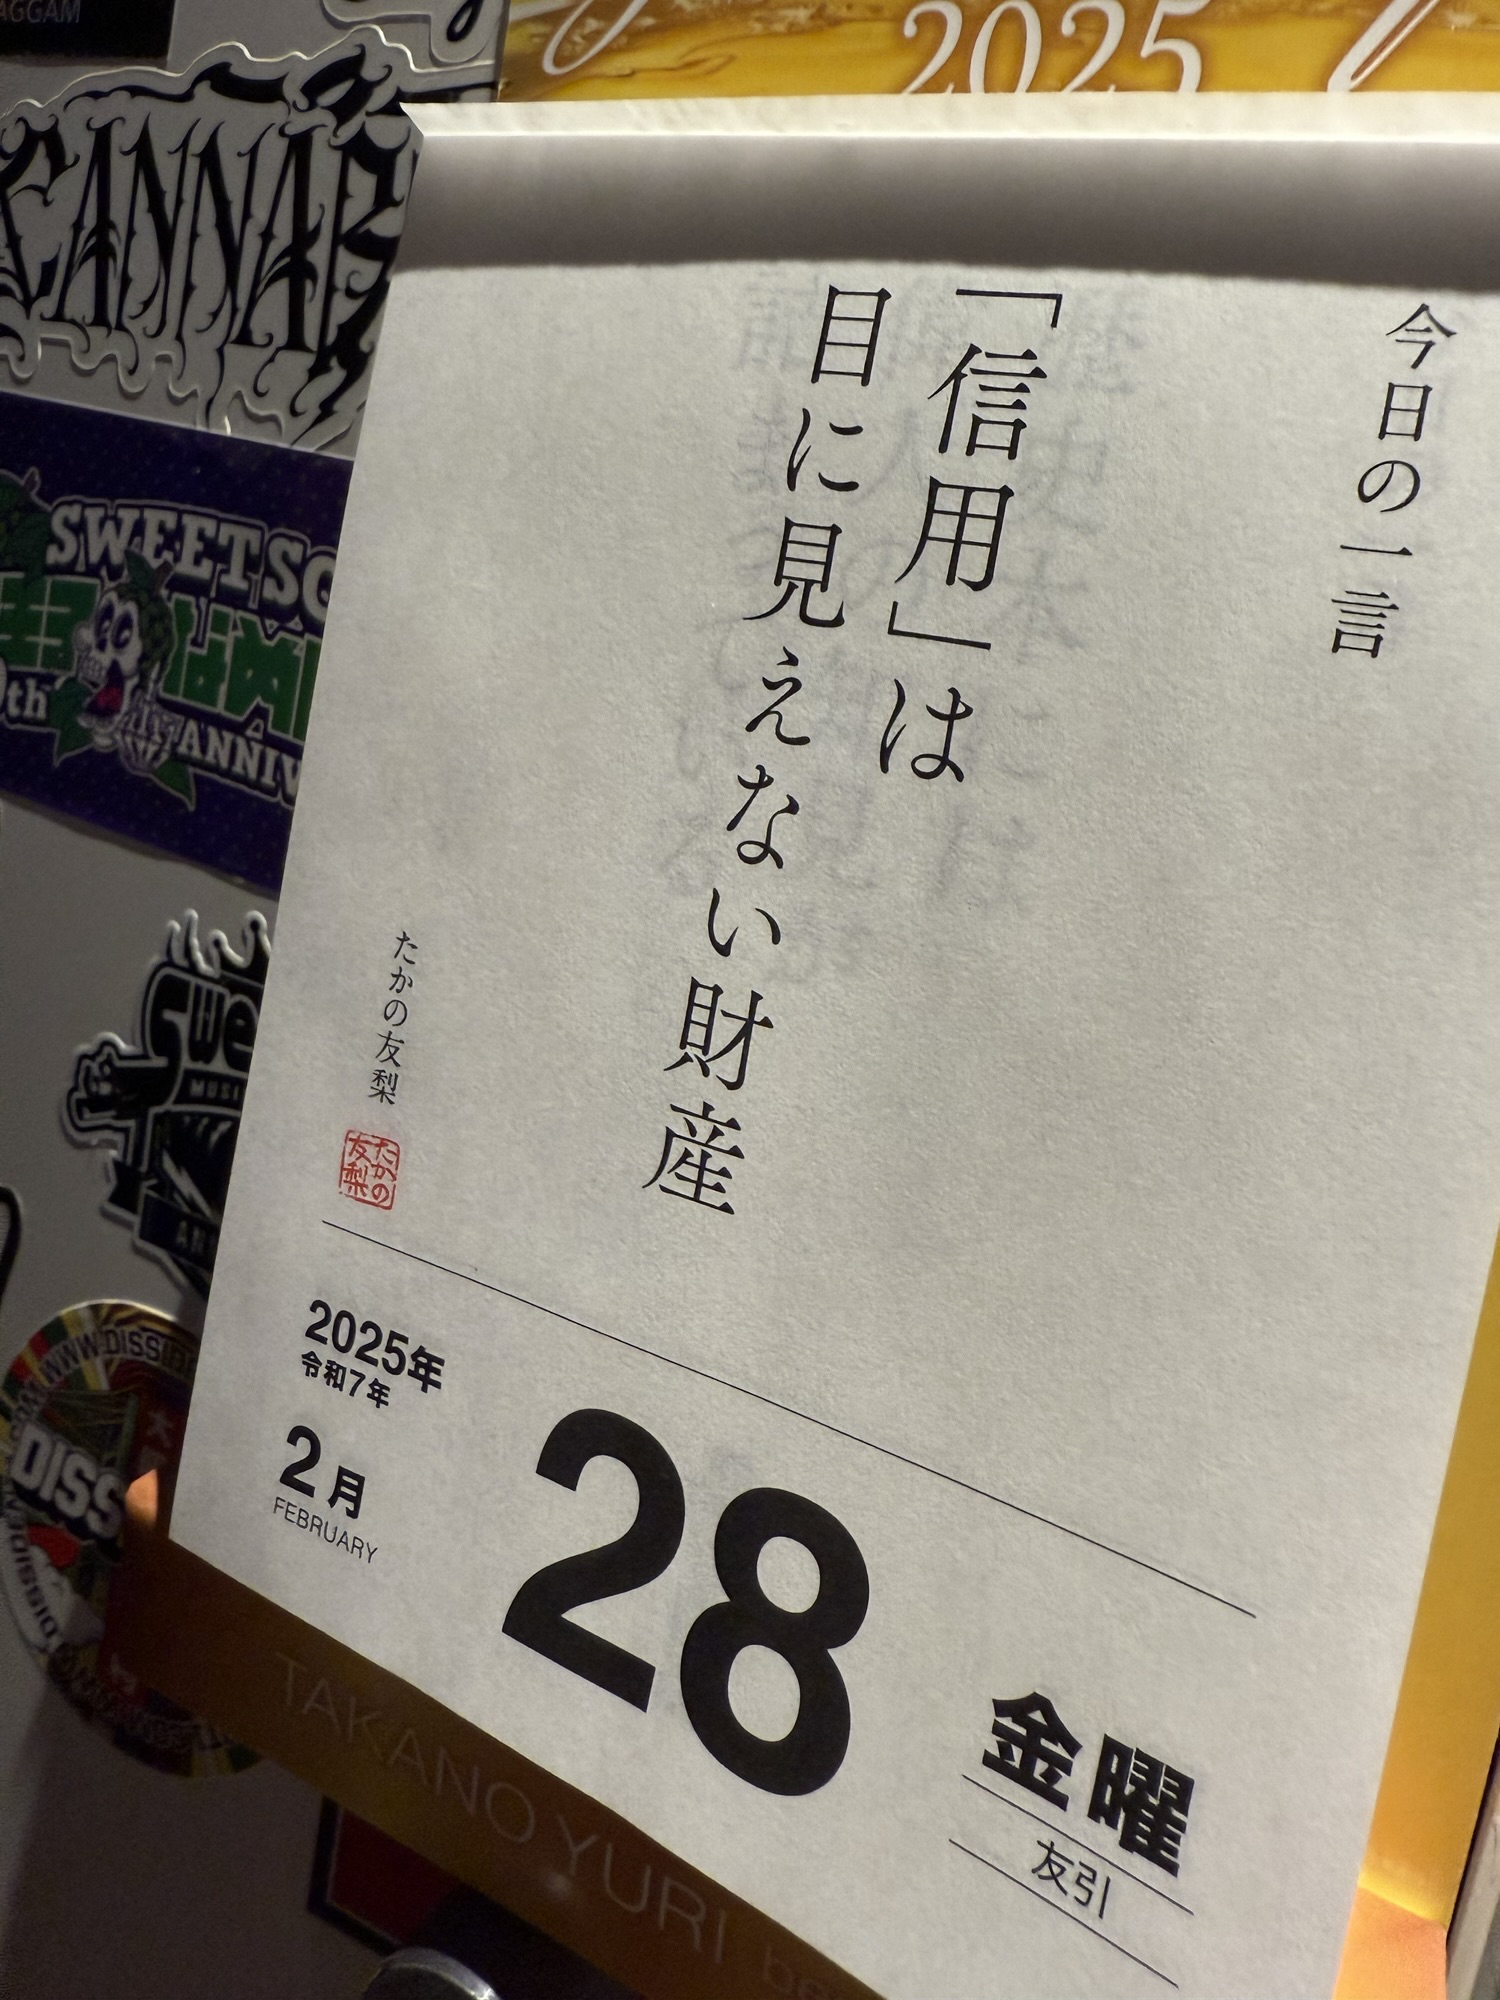 2025
今日の一言
「信用」は
目に見えない財産
たかの友梨
たかの
友梨
2025年
令和7年
2月
FEBRUARY
28
金曜
友引
TAKANO YURI
SWEET
ANNIV
DISS